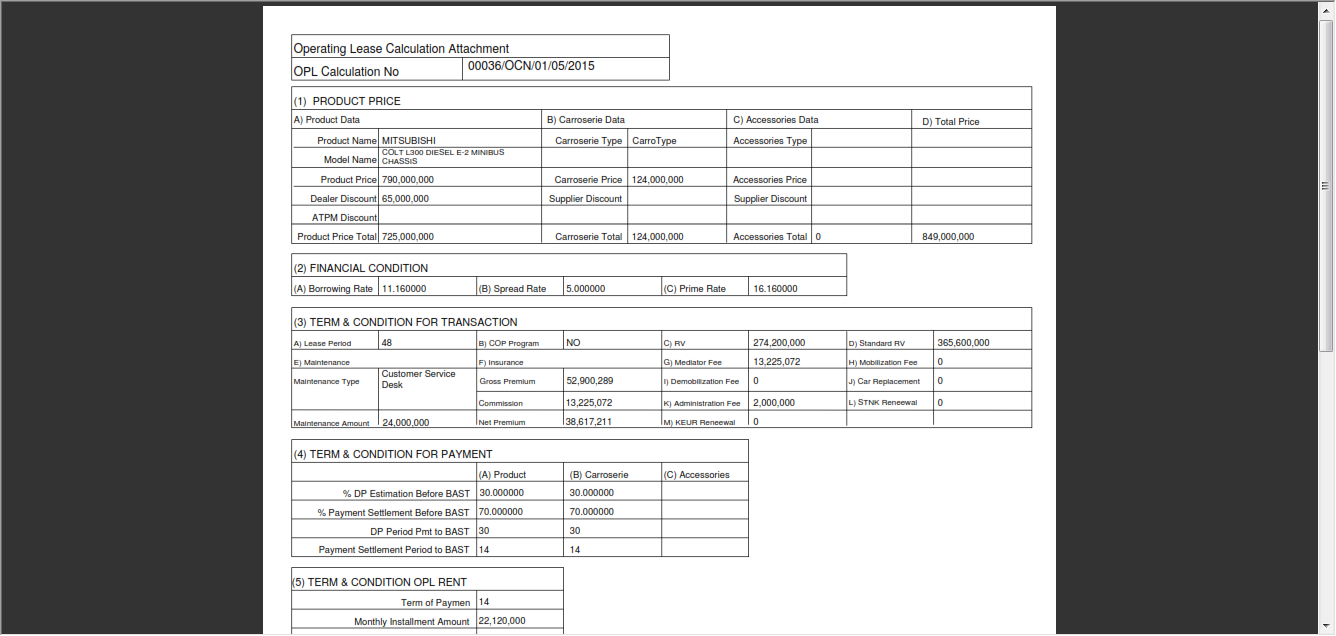 Operating Lease Calculation Attachment
OPL Calculation No 00036/OCN/01/05/2015
(1) PRODUCT PRICE
A) Product Data B) Carroserie Data C) Accessories Data D) Total Price
Product Name MITSUBISHI Carroserie Type CarroType Accessories Type
Model Name COLT L300 DIESEL E-2 MINIBUS
CHASSIS
Product Price 790,000,000 Carroserie Price 124,000,000 Accessories Price
Dealer Discount 65,000,000 Supplier Discount Supplier Discount
ATPM Discount
Product Price Total 725,000,000 Carroserie Total 124,000,000 Accessories Total 0 849,000,000
(2) FINANCIAL CONDITION
(A) Borrowing Rate 11.160000 (B) Spread Rate 5.000000 (C) Prime Rate 16.160000
(3) TERM & CONDITION FOR TRANSACTION
A) Lease Period 48 B) COP Program NO C) RV 274,200,000 D) Standard RV 365,600,000
E) Maintenance F) Insurance G) Mediator Fee 13,225,072 H) Mobilization Fee 0
Maintenance Type Customer Service
Desk Gross Premium 52,900,289 I) Demobilization Fee 0 J) Car Replacement 0
Commission 13,225,072 K) Administration Fee 2,000,000 L) STNK Reneewal 0
Maintenance Amount 24,000,000 Net Premium 38,617,211 M) KEUR Reneewal 0
(4) TERM & CONDITION FOR PAYMENT
(A) Product (B) Carroserie (C) Accessories
% DP Estimation Before BAST 30.000000 30.000000
% Payment Settlement Before BAST 70.000000 70.000000
DP Period Pmt to BAST 30 30
Payment Settlement Period to BAST 14 14
(5) TERM & CONDITION OPL RENT
Term of Paymen 14
Monthly Installment Amount 22,120,000